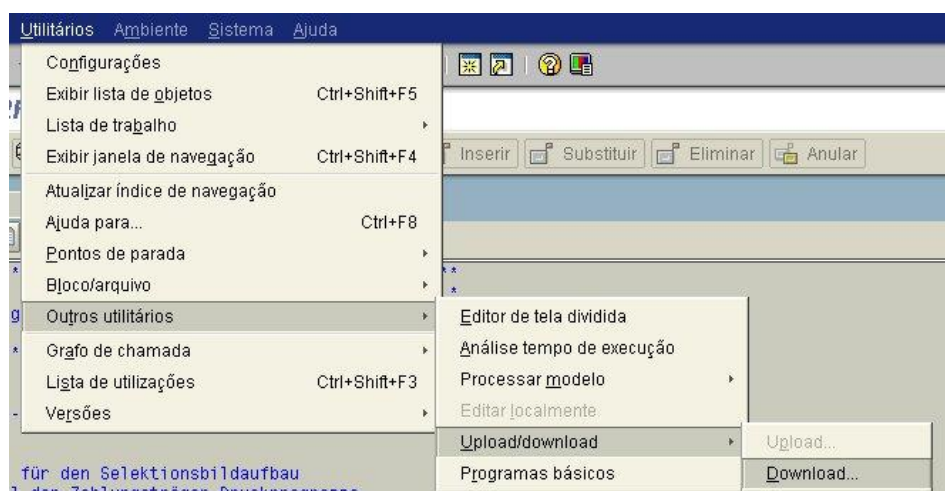 Utilitários Ambiente Sistema Ajuda
Configurações
Exibir lista de objetos Ctrl+Shift+F5
Lista de trabalho
Exibir janela de navegação Ctrl+Shift+F4
Inserir Substituir Eliminar Anular
Atualizar índice de navegação
Ajuda para... Ctrl+F8
Pontos de parada
Bloco/arquivo
Outros utilitários
Editor de tela dividida
Grafo de chamada
Análise tempo de execução
Lista de utilizações Ctrl+Shift+F3
Processar modelo
Versões
Editar localmente
Upload/download
Upload...
für den Selektionsbildaufbau
Programas básicos
Download...